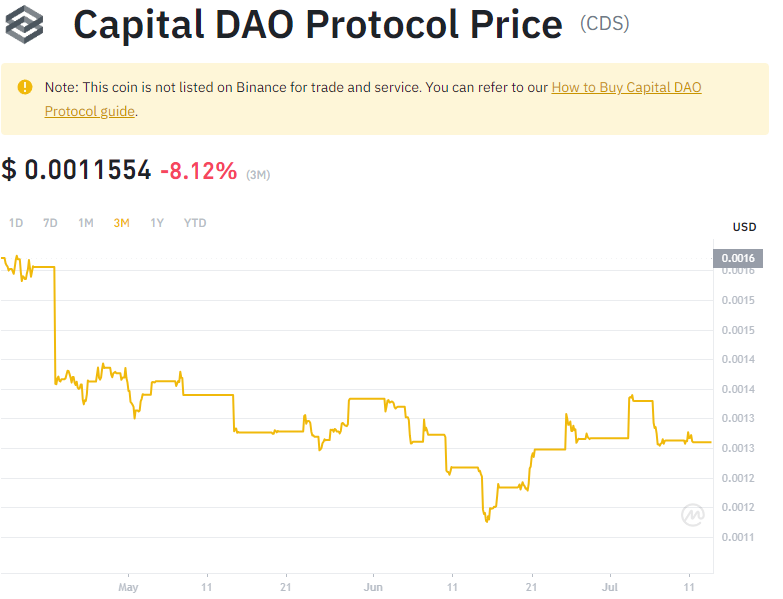 Capital DAO Protocol Price (CDS)
Note: This coin is not listed on Binance for trade and service. You can refer to our How to Buy Capital DAO
Protocol guide.
$ 0.0011554 -8.12% (3M)
1D 7D 1M 3M 1Y YTD
USD
0.0016
0.0016
0.0015
0.0015
0.0014
0.0014
0.0013
0.0013
0.0012
0.0012
0.0011
May 11 21 Jun 11 21 Jul 11